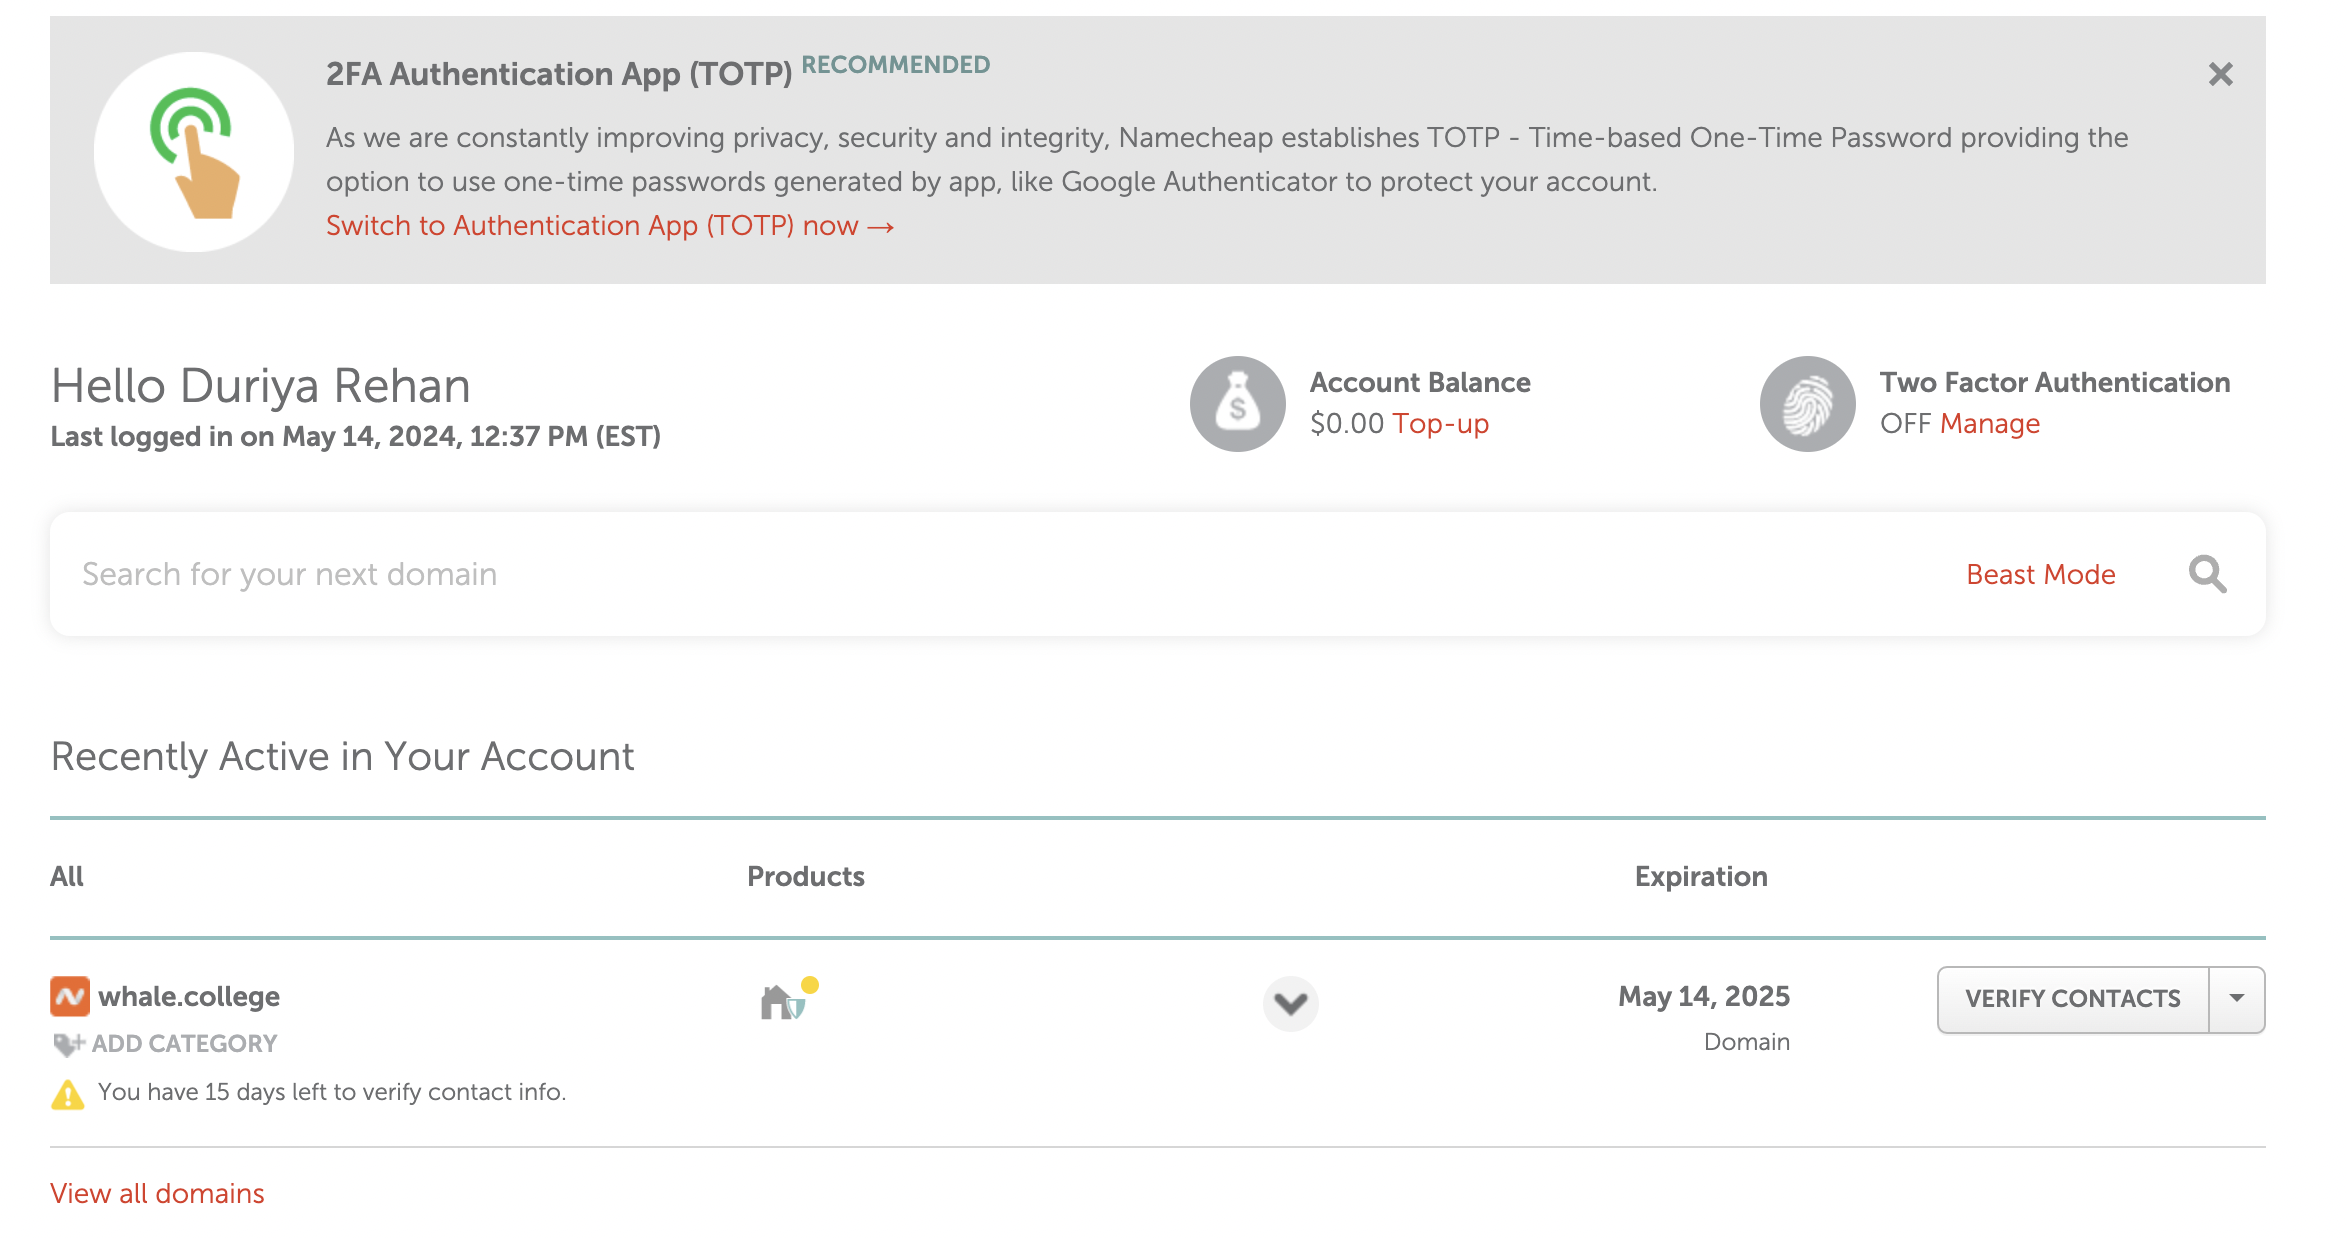 2FA Authentication App (TOTP) RECOMMENDED
As we are constantly improving privacy, security and integrity, Namecheap establishes TOTP - Time-based One-Time Password providing the
option to use one-time passwords generated by app, like Google Authenticator to protect your account.
Switch to Authentication App (TOTP) now →
Hello Duriya Rehan
Last logged in on May 14, 2024, 12:37 PM (EST)
Account Balance
$0.00 Top-up
Two Factor Authentication
OFF Manage
Search for your next domain
Beast Mode
Recently Active in Your Account
All Products Expiration
whale.college
ADD CATEGORY
You have 15 days left to verify contact info.
May 14, 2025
Domain
VERIFY CONTACTS
View all domains